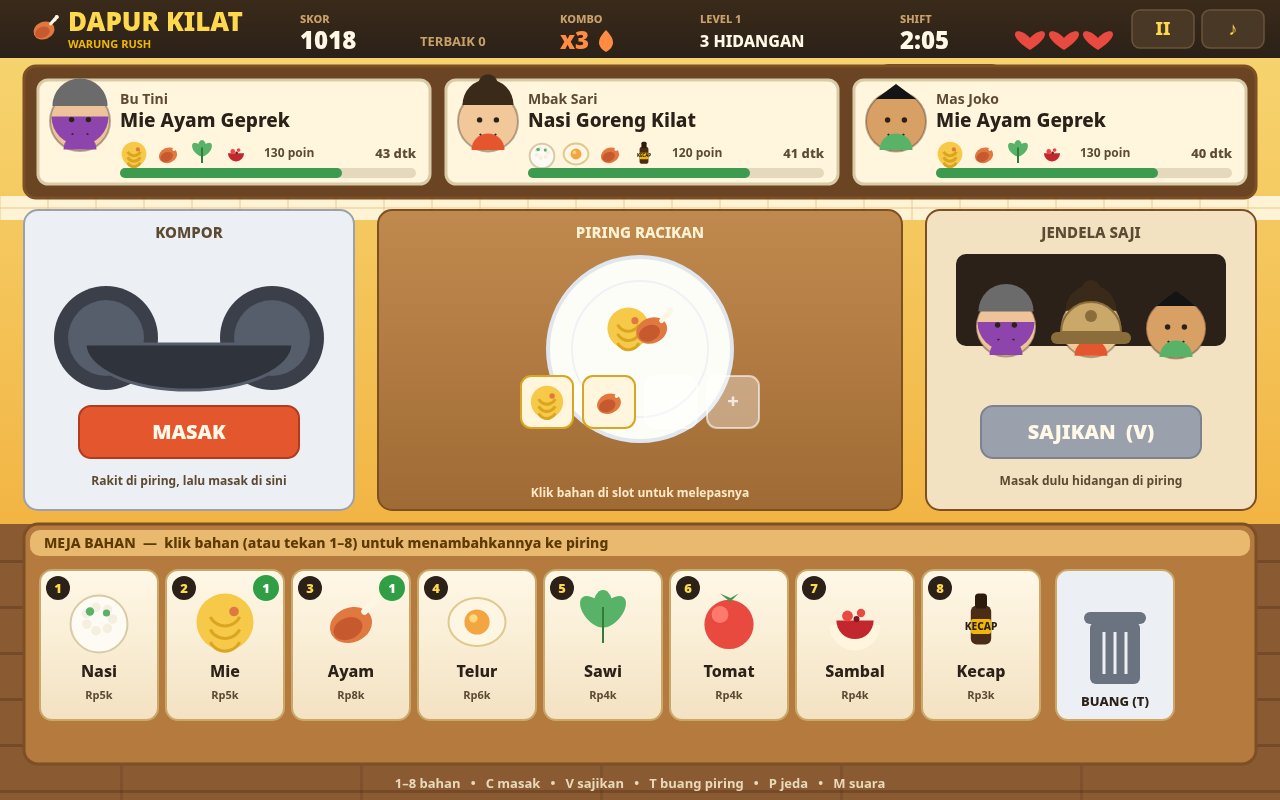 DAPUR KILAT
WARUNG RUSH
SKOR
1018
TERBAIK 0
KOMBO
x3
LEVEL 1
3 HIDANGAN
SHIFT
2:05
II
♪
Bu Tini
Mie Ayam Geprek
130 poin
43 dtk
Mbak Sari
Nasi Goreng Kilat
120 poin
41 dtk
Mas Joko
Mie Ayam Geprek
130 poin
40 dtk
KOMPOR
MASAK
Rakit di piring, lalu masak di sini
PIRING RACIKAN
+
Klik bahan di slot untuk melepasnya
JENDELA SAJI
SAJIKAN (V)
Masak dulu hidangan di piring
MEJA BAHAN — klik bahan (atau tekan 1–8) untuk menambahkannya ke piring
1
Nasi
Rp5k
2
1
Mie
Rp5k
3
1
Ayam
Rp8k
4
Telur
Rp6k
5
Sawi
Rp4k
6
Tomat
Rp4k
7
Sambal
Rp4k
8
KECAP
Kecap
Rp3k
BUANG (T)
1–8 bahan • C masak • V sajikan • T buang piring • P jeda • M suara